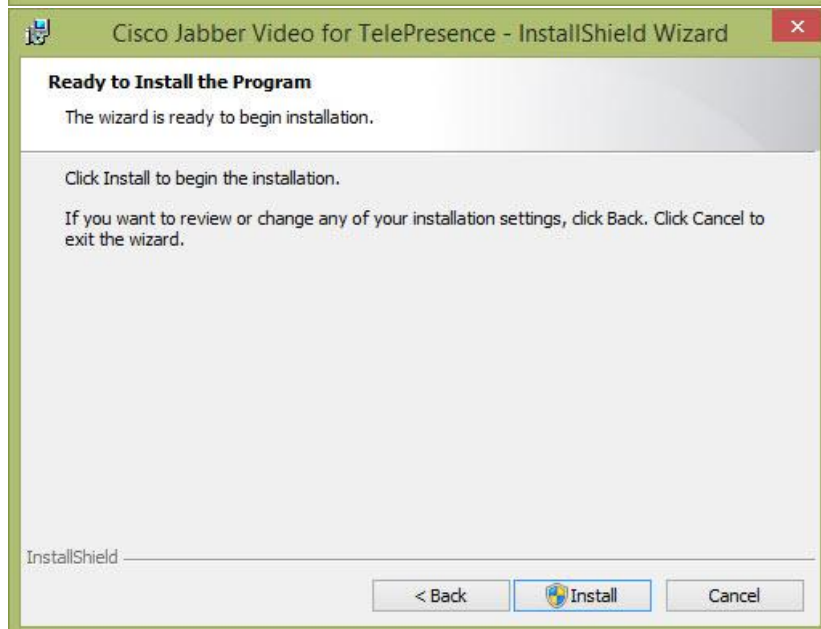 Cisco Jabber Video for TelePresence - InstallShield Wizard
Ready to Install the Program
The wizard is ready to begin installation.
Click Install to begin the installation.
If you want to review or change any of your installation settings, click Back. Click Cancel to
exit the wizard.
InstallShield
< Back Install Cancel